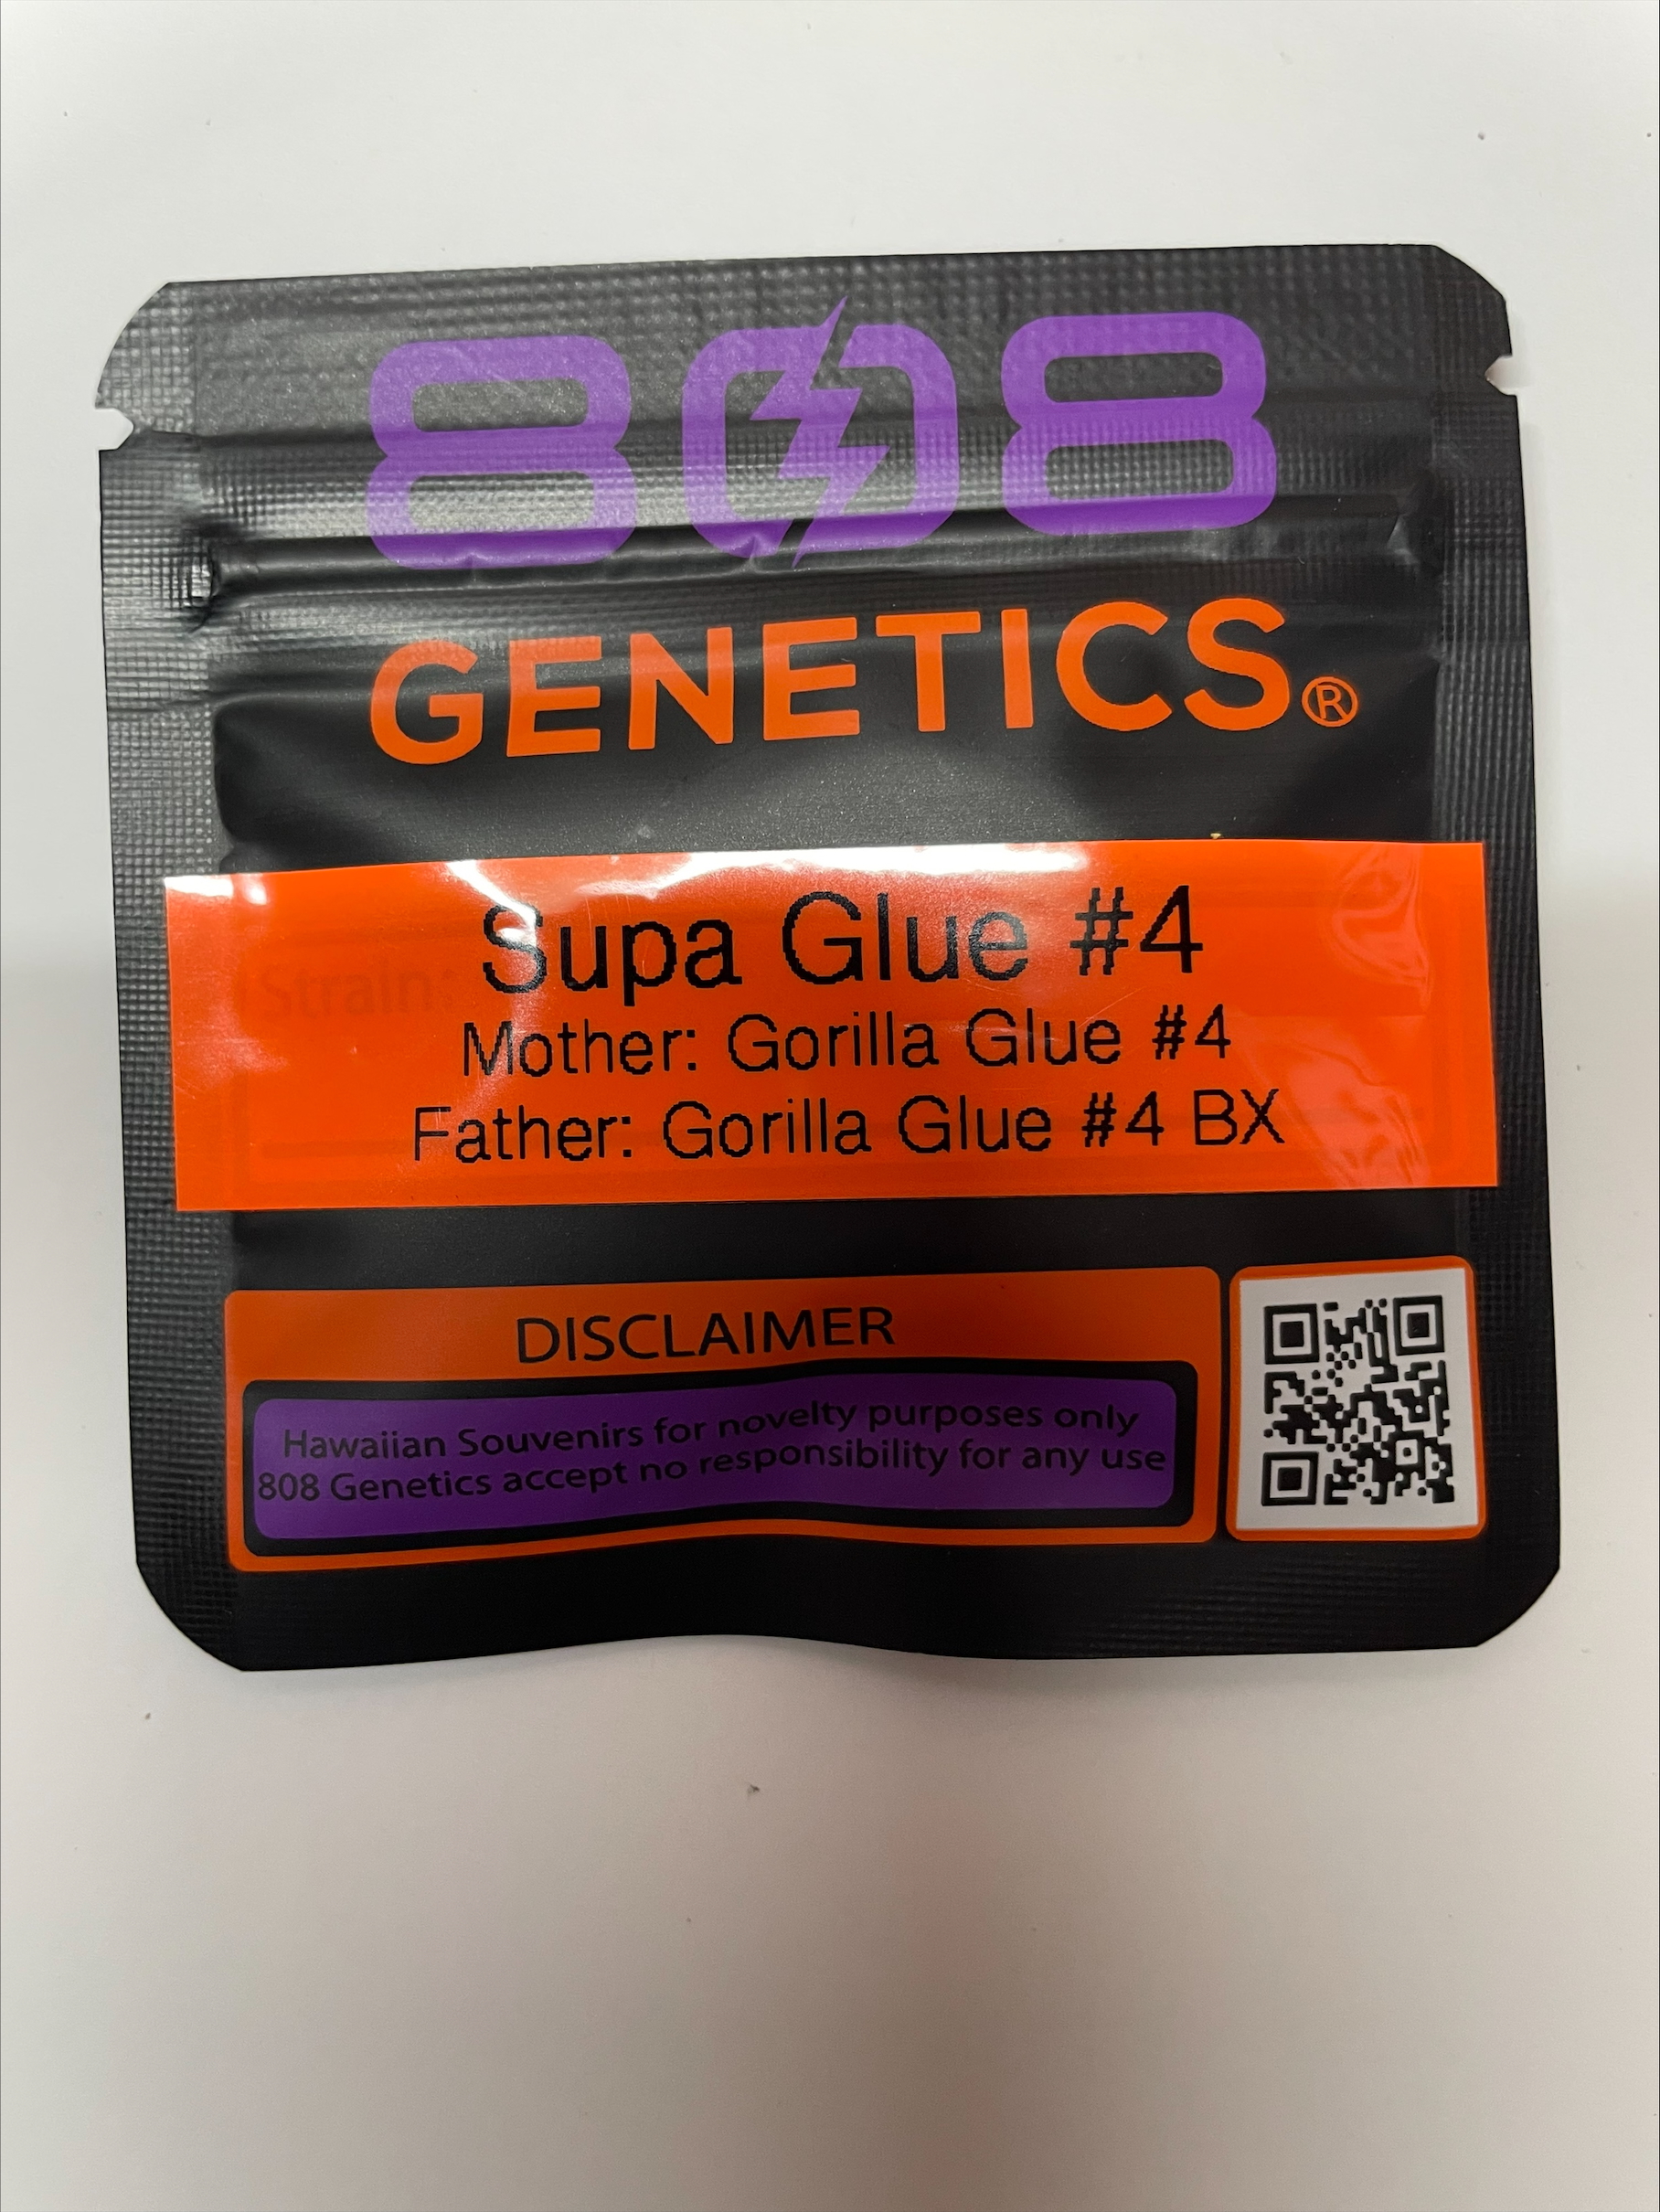 808
GENETICS®
Strain:
Supa Glue #4
Mother: Gorilla Glue #4
Father: Gorilla Glue #4 BX
DISCLAIMER
Hawaiian Souvenirs for novelty purposes only
808 Genetics accept no responsibility for any use